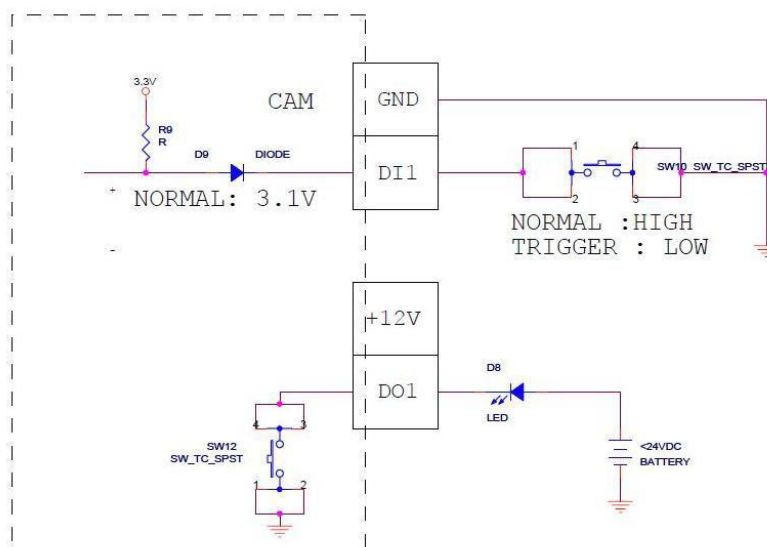 3.3V
R9
R
D9
DIODE
CAM
GND
DI1
+
-
NORMAL: 3.1V
1
4
2
3
SW10 SW_TC_SPST
NORMAL :HIGH
TRIGGER : LOW
+12V
DO1
D8
LED
4
3
SW12
SW_TC_SPST
1
2
<24VDC
BATTERY